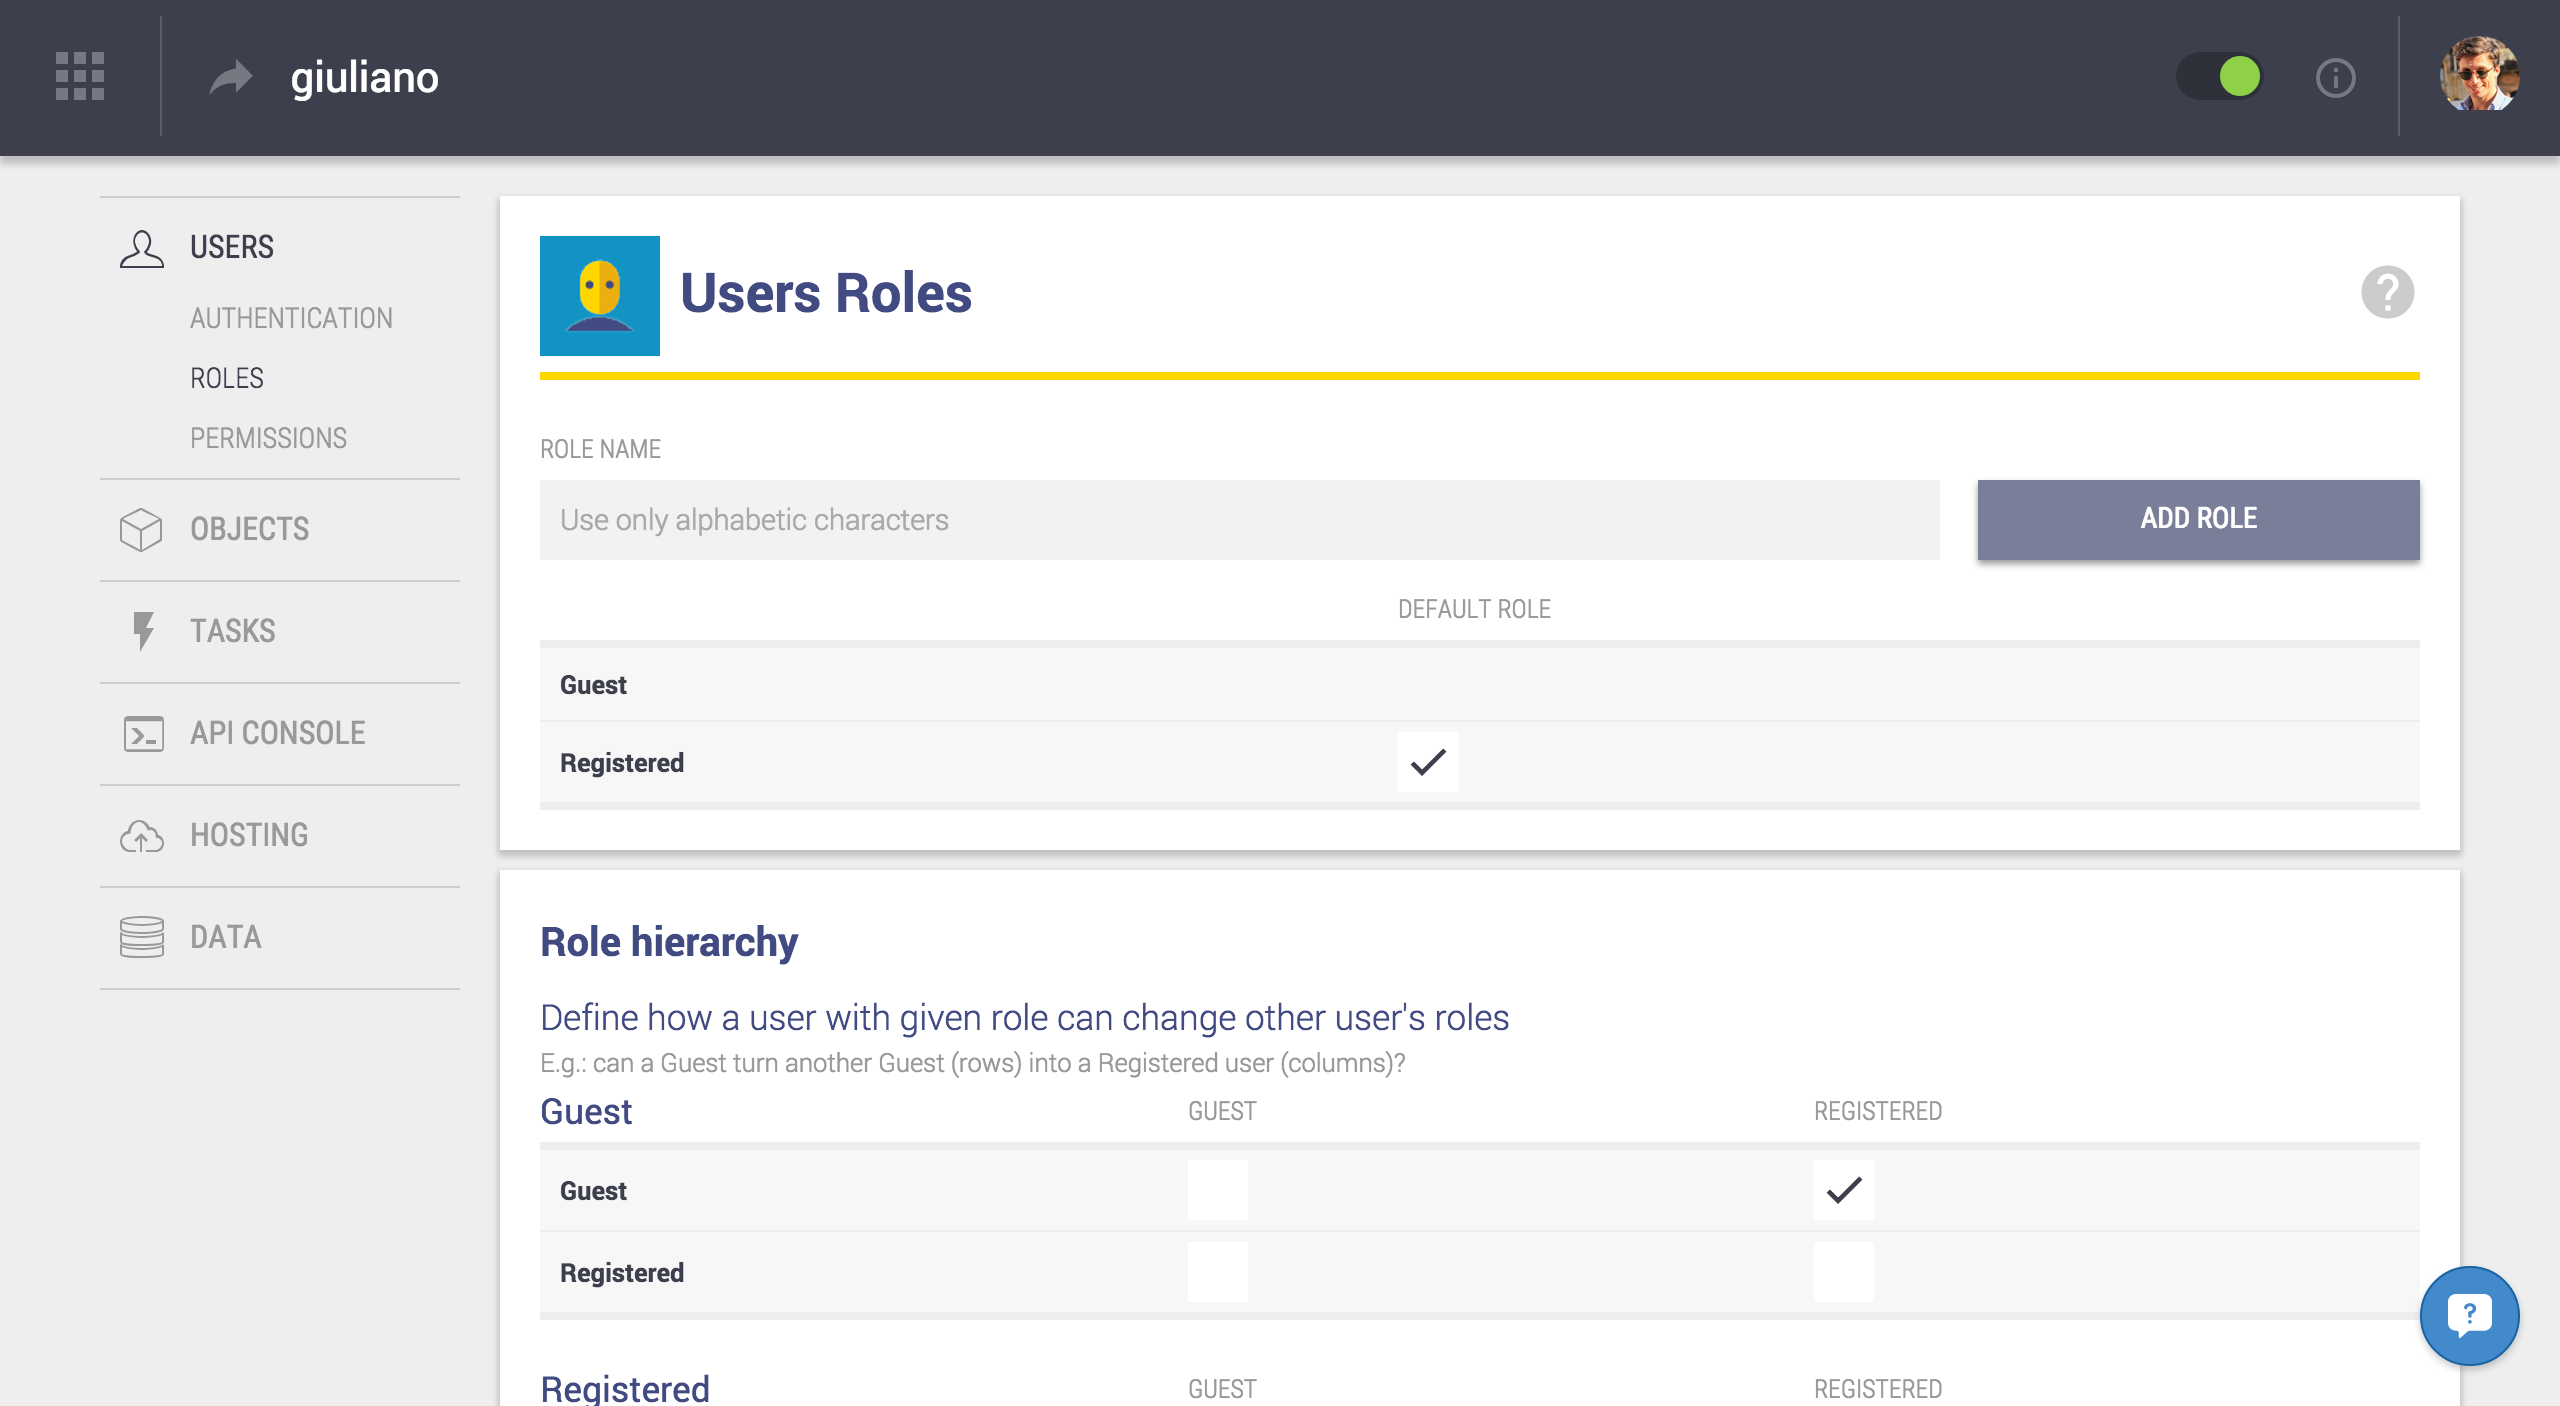 giuliano
USERS
AUTHENTICATION
ROLES
PERMISSIONS
OBJECTS
TASKS
API CONSOLE
HOSTING
DATA
Users Roles
?
ROLE NAME
Use only alphabetic characters
ADD ROLE
DEFAULT ROLE
Guest
Registered
Role hierarchy
Define how a user with given role can change other user's roles
E.g.: can a Guest turn another Guest (rows) into a Registered user (columns)?
Guest GUEST REGISTERED
Guest
Registered
?
Registered GUEST REGISTERED